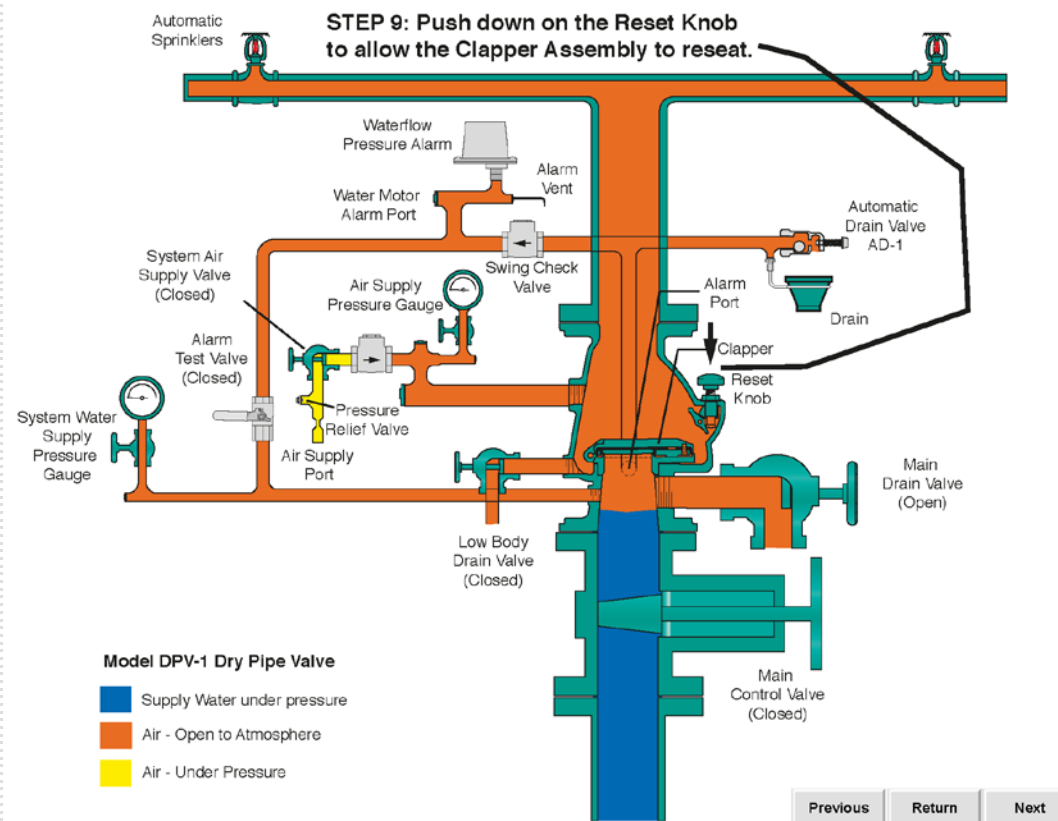 Automatic
Sprinklers
STEP 9: Push down on the Reset Knob
to allow the Clapper Assembly to reseat.
Waterflow
Pressure Alarm
Alarm
Vent
Water Motor
Alarm Port
Automatic
Drain Valve
AD-1
System Air
Supply Valve
(Closed)
Swing Check
Valve
Air Supply
Pressure Gauge
Alarm
Port
Drain
Alarm
Test Valve
(Closed)
Clapper
Reset
Knob
System Water
Supply
Pressure
Gauge
Pressure
Relief Valve
Air Supply
Port
Main
Drain Valve
(Open)
Low Body
Drain Valve
(Closed)
Model DPV-1 Dry Pipe Valve
Supply Water under pressure
Air - Open to Atmosphere
Air - Under Pressure
Main
Control Valve
(Closed)
Previous
Return
Next